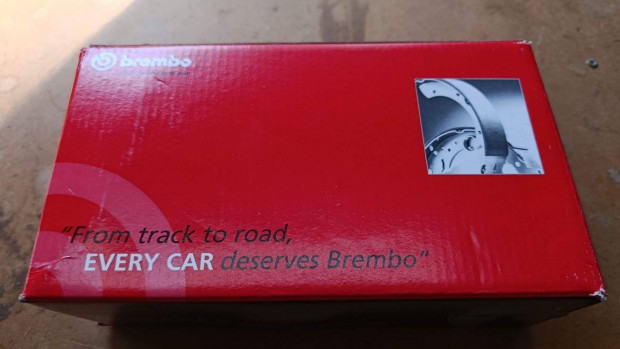 brembo
"From track to road,
EVERY CAR deserves Brembo"